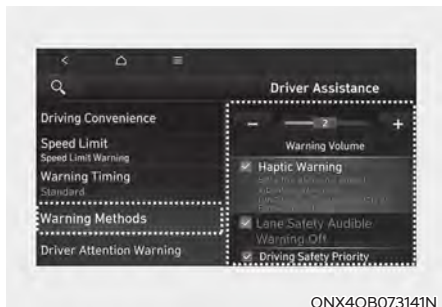 Driver Assistance
Driving Convenience
Speed Limit
Speed Limit Warning
Warning Timing
Standard
Warning Methods
Driver Attention Warning
− 2 +
Warning Volume
Haptic Warning
Lane Safety Audible
Warning Off
Driving Safety Priority
ONX4OB073141N